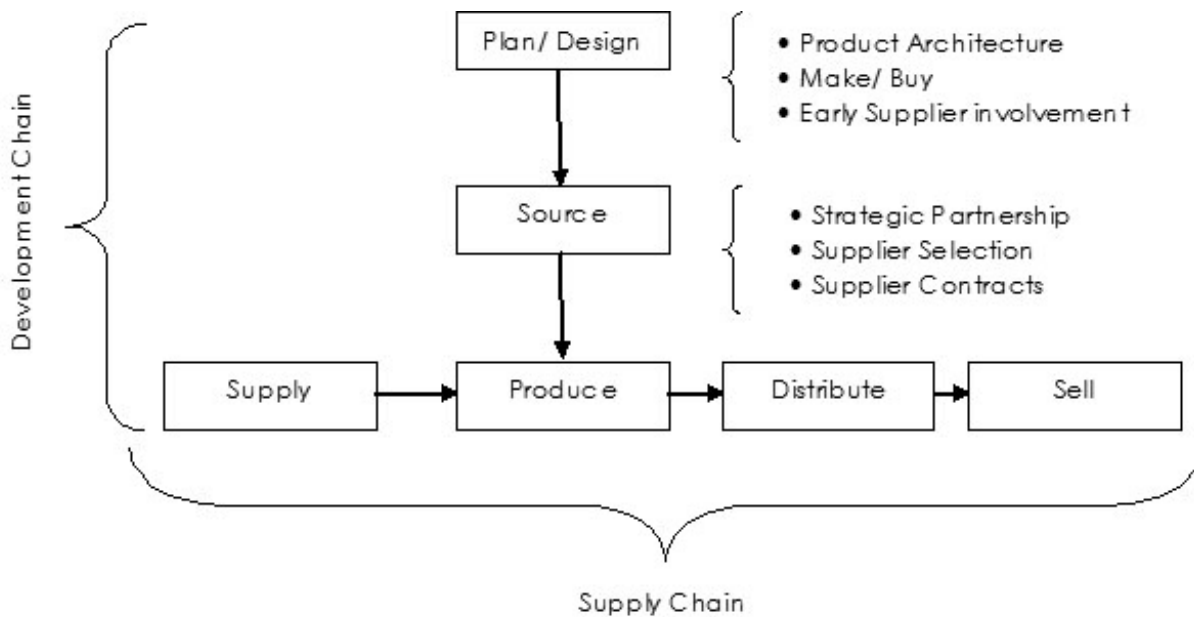 Plan/ Design
• Product Architecture
• Make/ Buy
• Early Supplier involvement
Development Chain
Source
• Strategic Partnership
• Supplier Selection
• Supplier Contracts
Supply
Produce
Distribute
Sell
Supply Chain